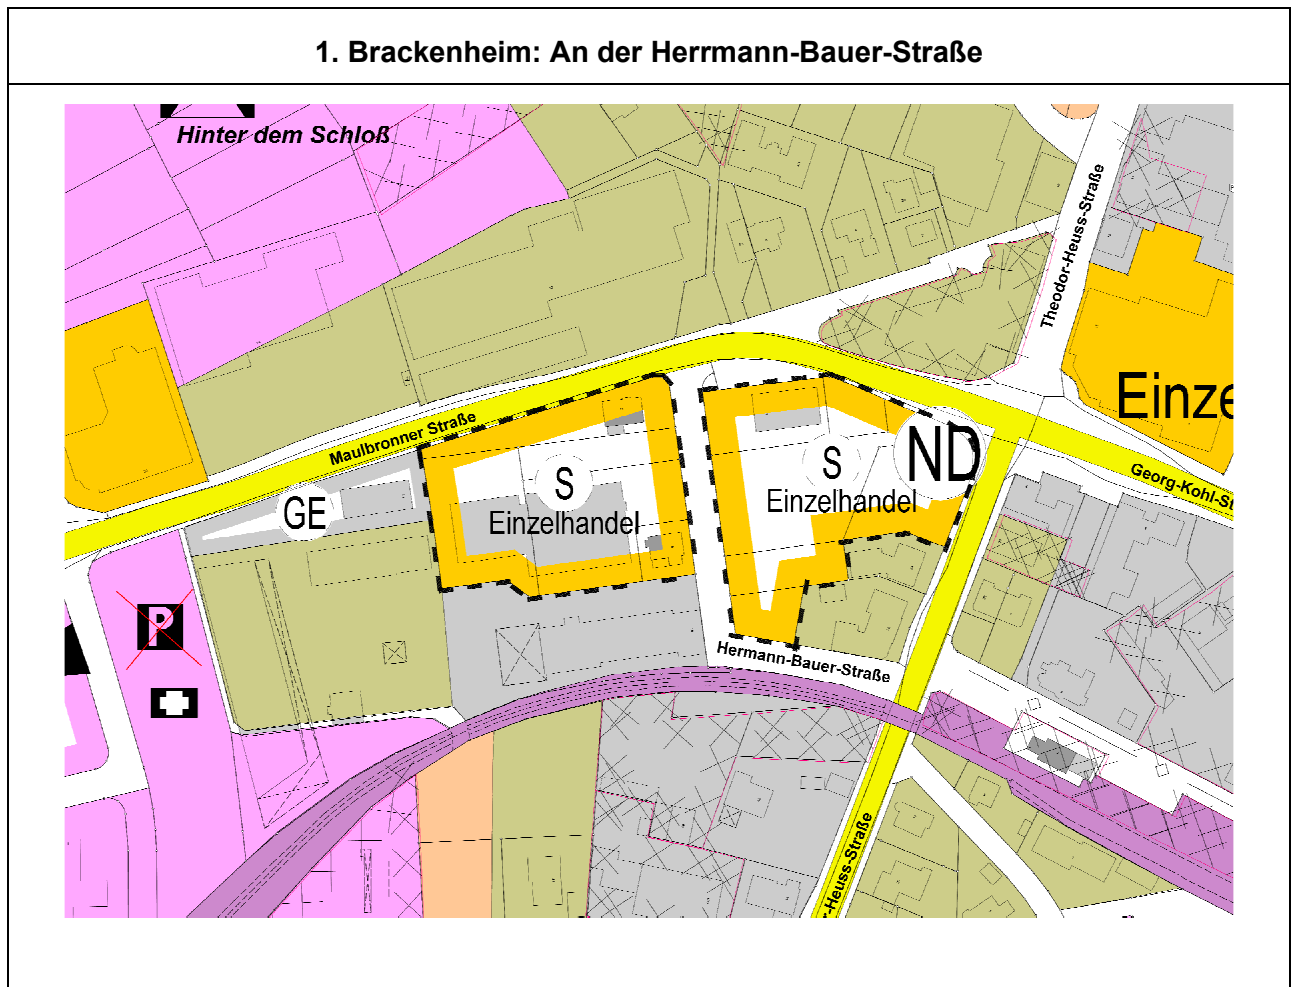 1. Brackenheim: An der Herrmann-Bauer-Straße
Hinter dem Schloß
Theodor-Heuss-Straße
Einze
Maulbronner Straße
ND
S
Einzelhandel
S
Einzelhandel
GE
Georg-Kohl-St
P
Hermann-Bauer-Straße
r-Heuss-Straße